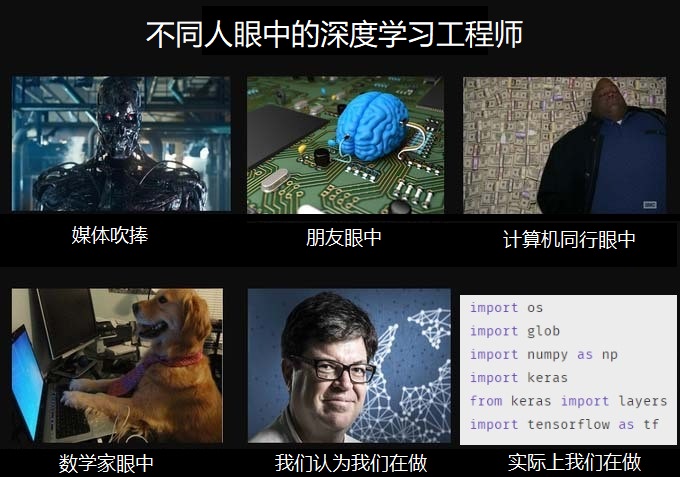 不同人眼中的深度学习工程师
媒体吹捧
朋友眼中
计算机同行眼中
amc
数学家眼中
我们认为我们在做
import os
import glob
import numpy as np
import keras
from keras import layers
import tensorflow as tf
实际上我们在做